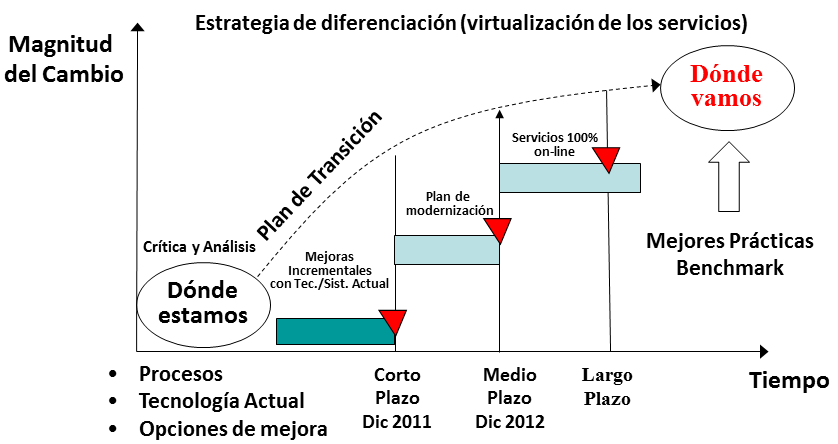 Estrategia de diferenciación (virtualización de los servicios)
Magnitud
del Cambio
Dónde
vamos
Servicios 100%
on-line
Plan de Transición
Plan de
modernización
Mejores Prácticas
Benchmark
Crítica y Análisis
Mejoras
Incrementales
con Tec./Sist. Actual
Dónde
estamos
• Procesos
• Tecnología Actual
• Opciones de mejora
Corto
Plazo
Dic 2011
Medio
Plazo
Dic 2012
Largo
Plazo
Tiempo